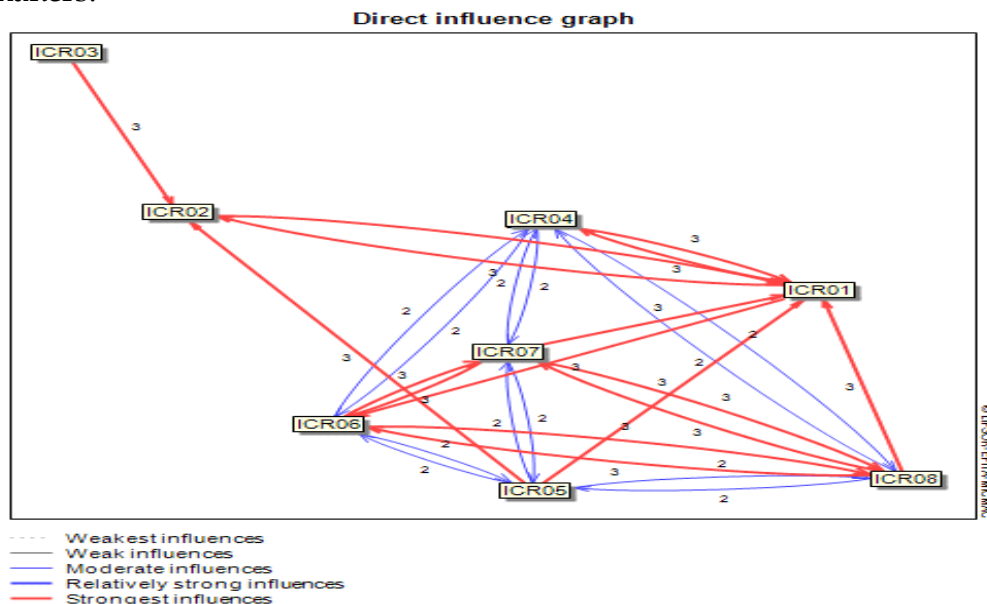 Direct influence graph
ICR03
3
ICR02
ICR04
3
3
ICR01
3
2
2
2
2
3
2
2
3
ICR07
3
3
3
3
3
3
3
ICR06
2
2
3
3
2
2
3
2
ICR08
ICR05
2
Weakest influences
Weak influences
Moderate influences
Relatively strong influences
Strongest influences